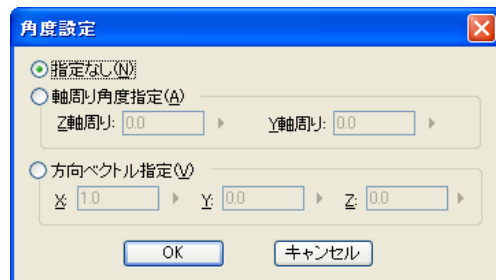 角度設定
指定なし(N)
軸周り角度指定(A)
Z軸周り: 0.0 Y軸周り: 0.0
方向ベクトル指定(V)
X: 1.0 Y: 0.0 Z: 0.0
OK キャンセル